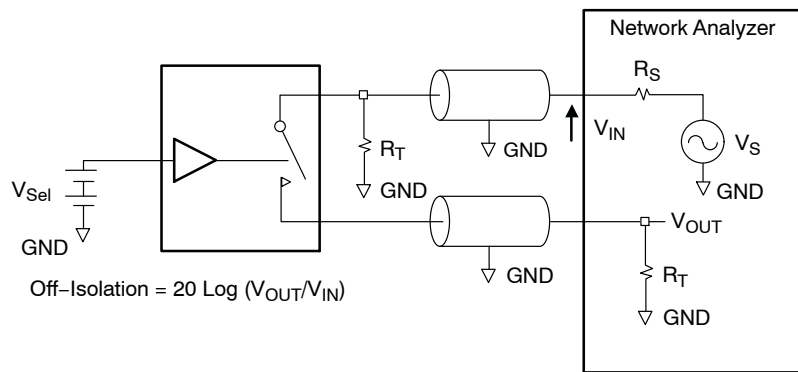 Network Analyzer
R_S
V_IN
V_S
GND
GND
R_T
GND
V_Sel
GND
V_OUT
GND
R_T
GND
Off−Isolation = 20 Log (V_OUT/V_IN)